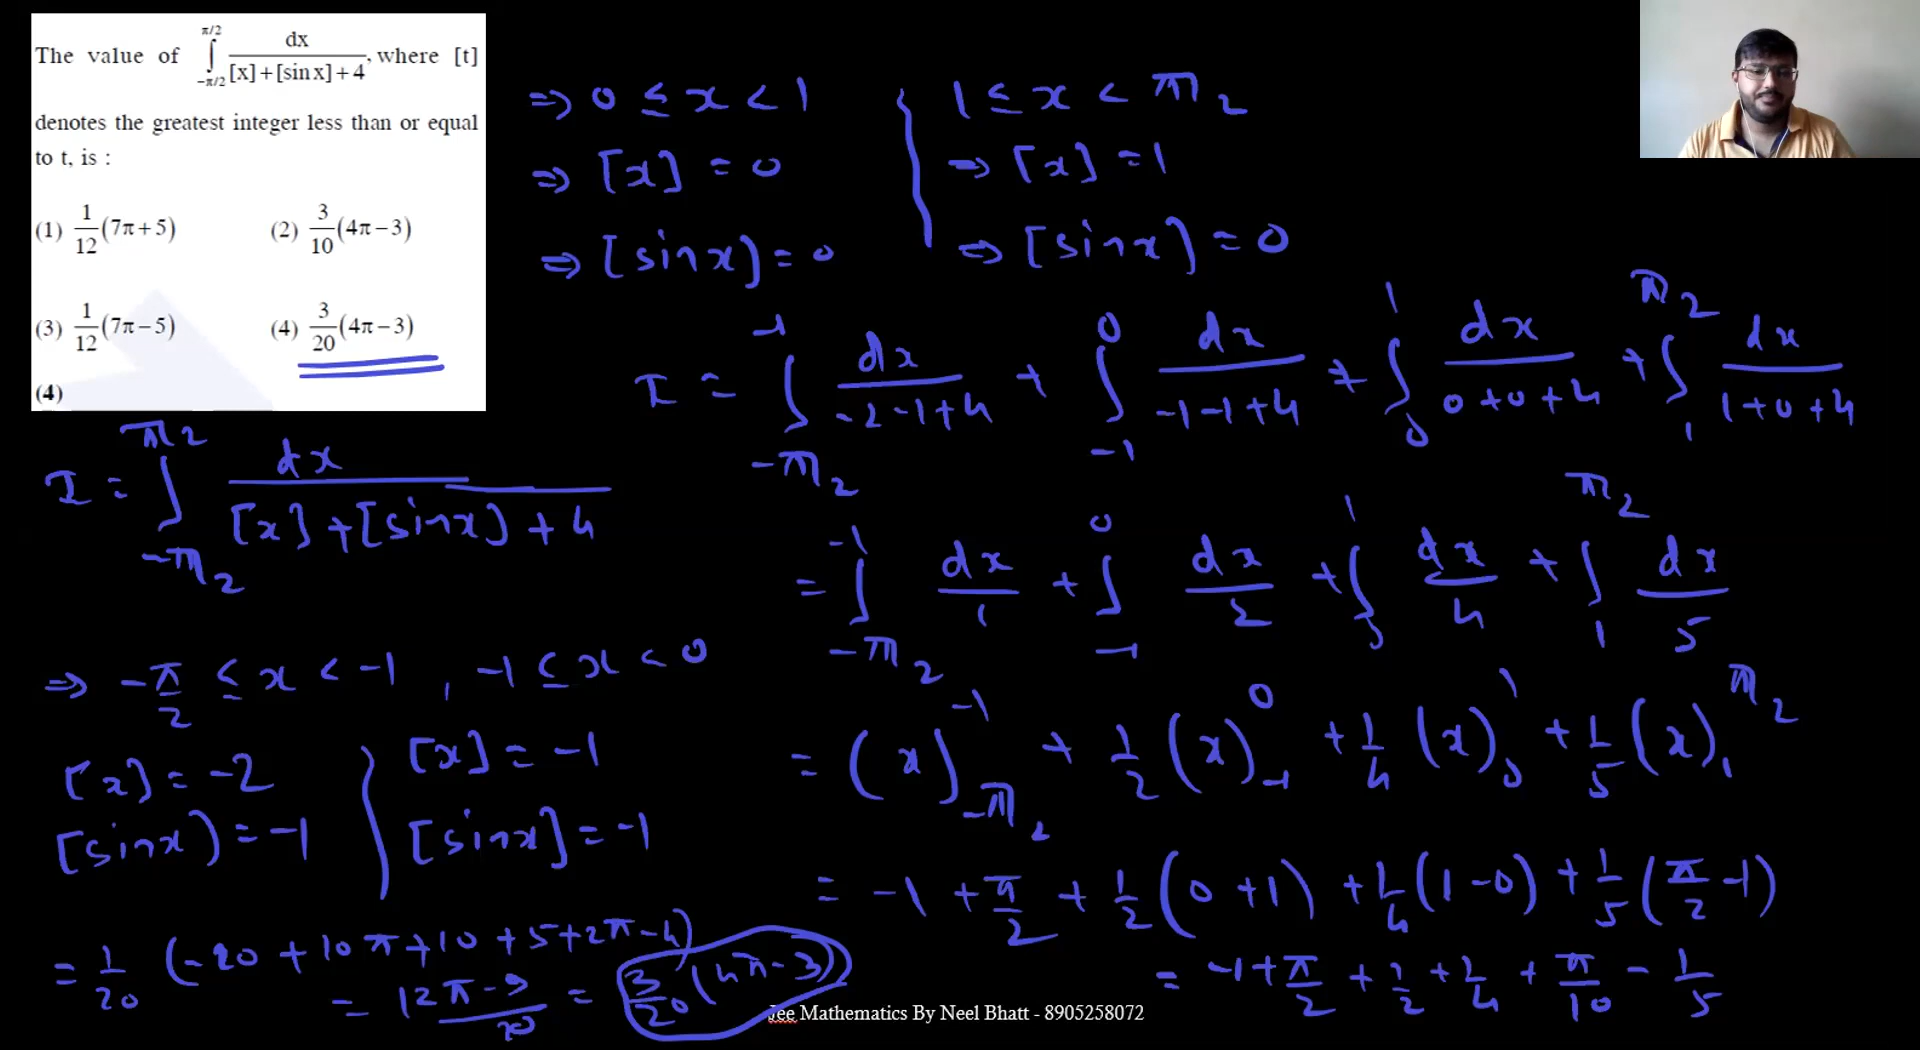 The value of ∫_{-π/2}^{π/2} dx/([x]+[sin x]+4), where [t]
denotes the greatest integer less than or equal
to t, is :
(1) 1/12 (7π+5) (2) 3/10 (4π−3)
(3) 1/12 (7π−5) (4) 3/20 (4π−3)
(4)
I = ∫_{-π/2}^{π/2} dx/([x]+[sinx]+4)
⇒ -π/2 ≤ x < -1 , -1 ≤ x < 0
[x] = -2 [x] = -1
[sinx) = -1 [sinx] = -1
⇒ 0 ≤ x < 1 1 ≤ x < π/2
⇒ [x] = 0 ⇒ [x] = 1
⇒ [sinx) = 0 ⇒ [sinx] = 0
I = ∫_{-π/2}^{-1} dx/(-2-1+4) + ∫_{-1}^{0} dx/(-1-1+4) + ∫_{0}^{1} dx/(0+0+4) + ∫_{1}^{π/2} dx/(1+0+4)
= ∫_{-π/2}^{-1} dx/1 + ∫_{-1}^{0} dx/2 + ∫_{0}^{1} dx/4 + ∫_{1}^{π/2} dx/5
= (x)_{-π/2}^{-1} + 1/2 (x)_{-1}^{0} + 1/4 (x)_{0}^{1} + 1/5 (x)_{1}^{π/2}
= -1 + π/2 + 1/2 (0+1) + 1/4 (1-0) + 1/5 (π/2 -1)
= -1 + π/2 + 1/2 + 1/4 + π/10 - 1/5
= 1/20 (-20 + 10π + 10 + 5 + 2π - 4)
= (12π - 9)/20 = 3/20 (4π - 3)
Jee Mathematics By Neel Bhatt - 8905258072